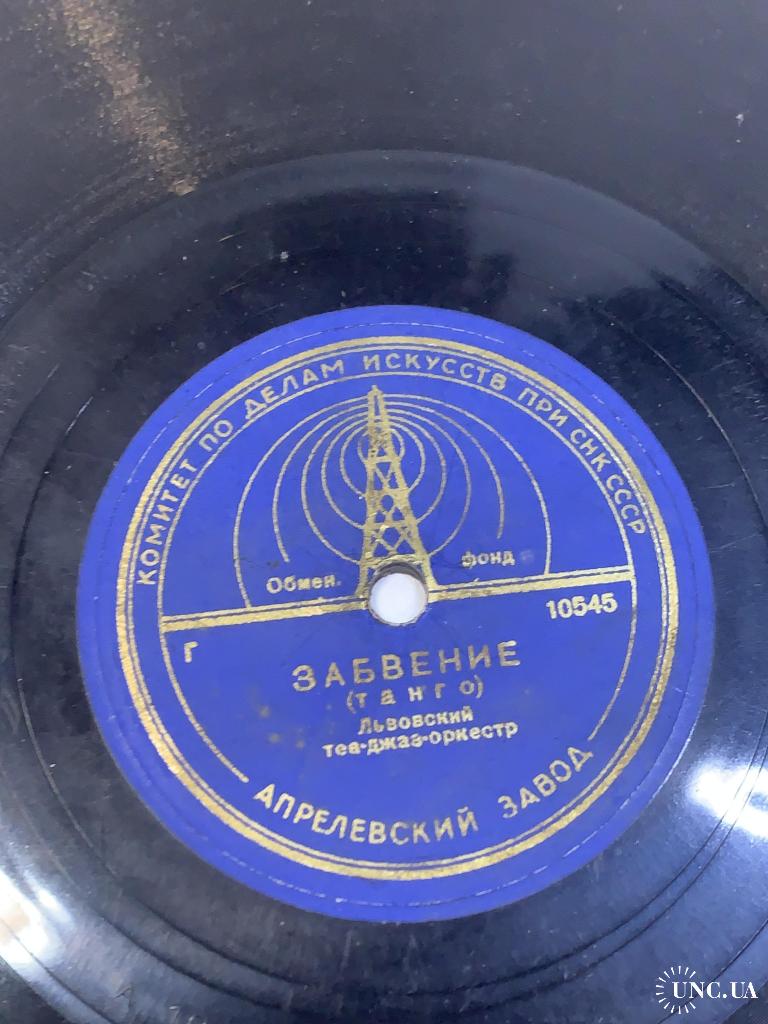 КОМИТЕТ ПО ДЕЛАМ ИСКУССТВ ПРИ СНК СССР
Обмен. фонд
Г 10545
ЗАБВЕНИЕ
(танго)
Львовский
теа-джаз-оркестр
АПРЕЛЕВСКИЙ ЗАВОД
UNC.UA